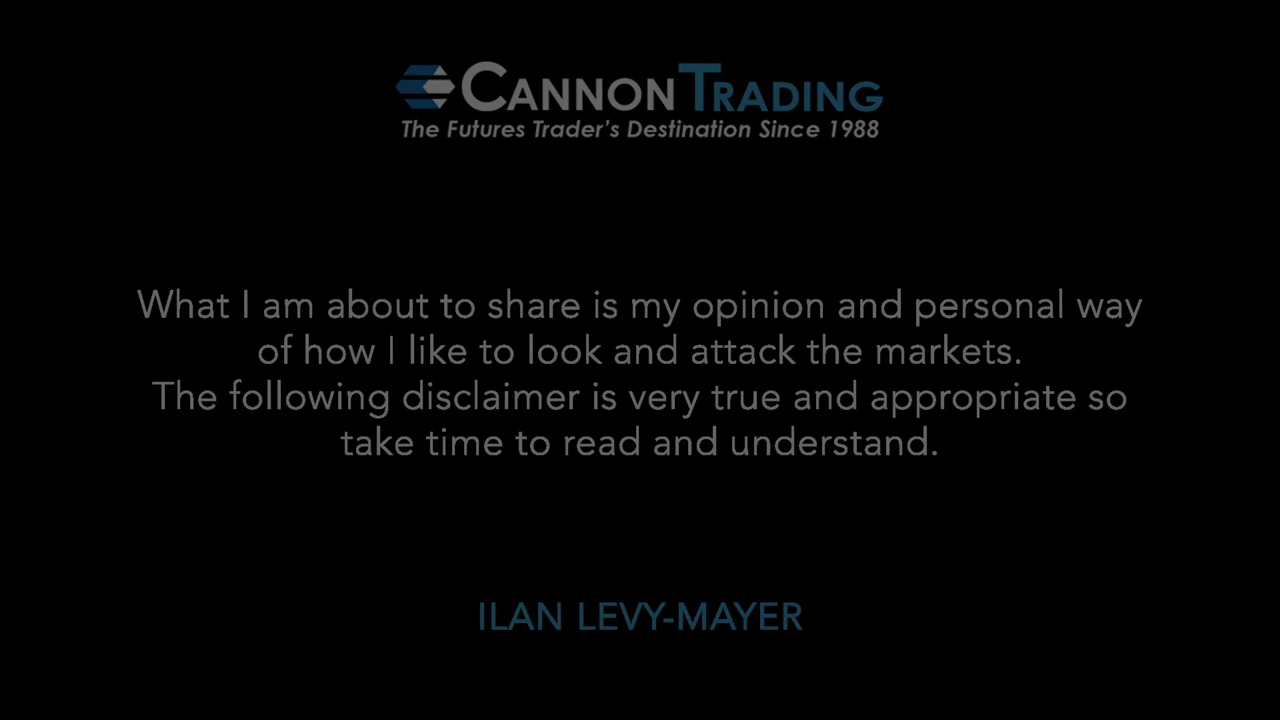 CANNON TRADING
The Futures Trader's Destination Since 1988
What I am about to share is my opinion and personal way
of how I like to look and attack the markets.
The following disclaimer is very true and appropriate so
take time to read and understand.
ILAN LEVY-MAYER